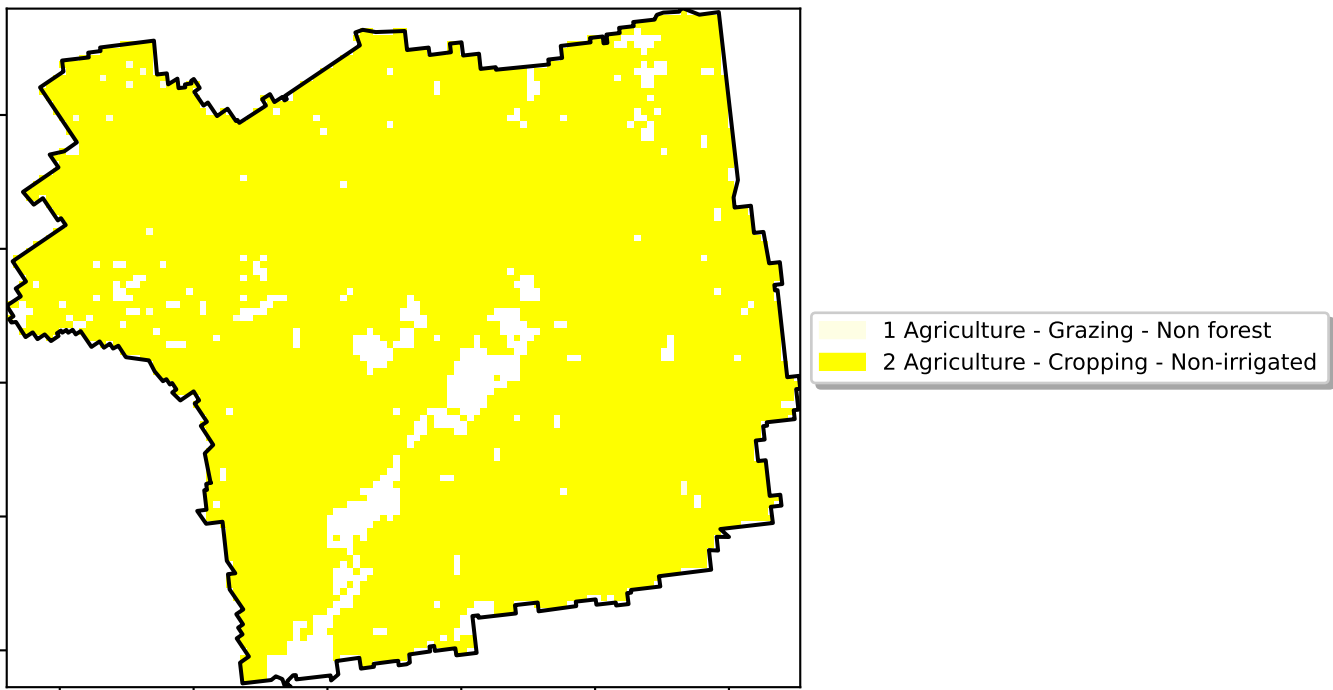 1 Agriculture - Grazing - Non forest
2 Agriculture - Cropping - Non-irrigated